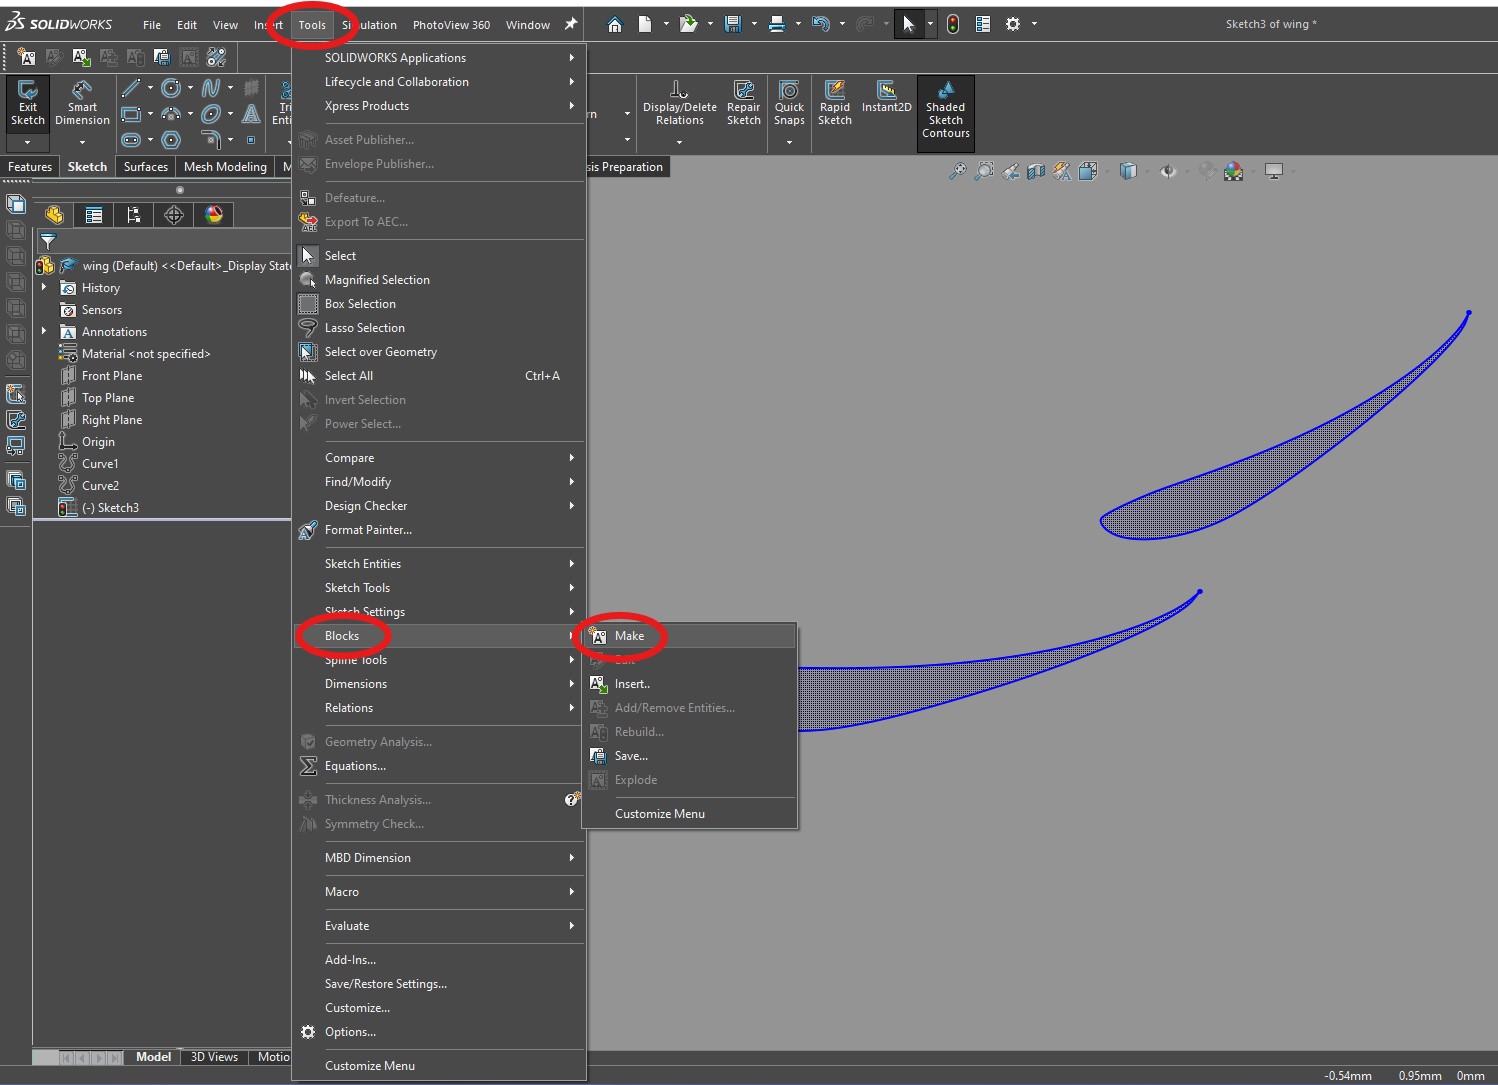 SOLIDWORKS File Edit View Insert Tools Simulation PhotoView 360 Window Sketch3 of wing *
Exit Sketch
Smart Dimension
Display/Delete Relations
Repair Sketch
Quick Snaps
Rapid Sketch
Instant2D
Shaded Sketch Contours
Features Sketch Surfaces Mesh Modeling M sis Preparation
wing (Default) <<Default>_Display State
History
Sensors
Annotations
Material <not specified>
Front Plane
Top Plane
Right Plane
Origin
Curve1
Curve2
(-) Sketch3
SOLIDWORKS Applications
Lifecycle and Collaboration
Xpress Products
Asset Publisher...
Envelope Publisher...
Defeature...
Export To AEC...
Select
Magnified Selection
Box Selection
Lasso Selection
Select over Geometry
Select All Ctrl+A
Invert Selection
Power Select...
Compare
Find/Modify
Design Checker
Format Painter...
Sketch Entities
Sketch Tools
Sketch Settings
Blocks
Spline Tools
Dimensions
Relations
Geometry Analysis...
Equations...
Thickness Analysis...
Symmetry Check...
MBD Dimension
Macro
Evaluate
Add-Ins...
Save/Restore Settings...
Customize...
Options...
Customize Menu
Make
Edit
Insert..
Add/Remove Entities...
Rebuild...
Save...
Explode
Customize Menu
Model 3D Views Motio
-0.54mm 0.95mm 0mm